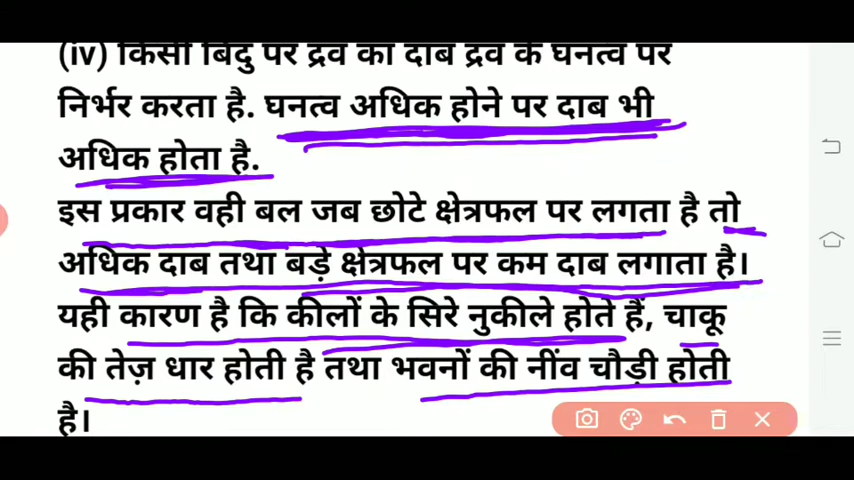 (iv) किसी बिंदु पर द्रव का दाब द्रव के घनत्व पर
निर्भर करता है. घनत्व अधिक होने पर दाब भी
अधिक होता है.
इस प्रकार वही बल जब छोटे क्षेत्रफल पर लगता है तो
अधिक दाब तथा बड़े क्षेत्रफल पर कम दाब लगाता है।
यही कारण है कि कीलों के सिरे नुकीले होते हैं, चाकू
की तेज़ धार होती है तथा भवनों की नींव चौड़ी होती
है।